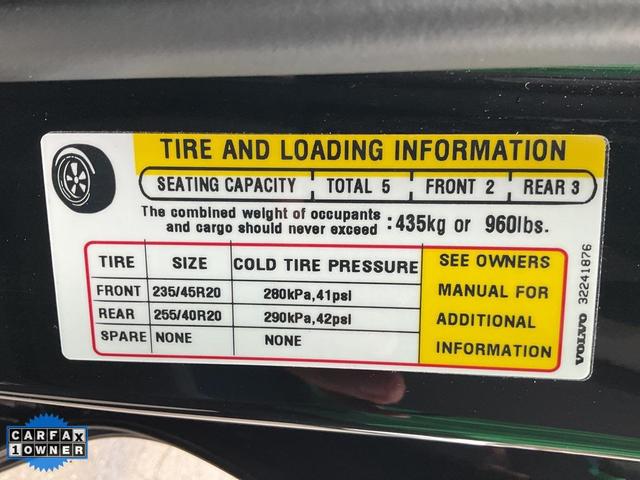 TIRE AND LOADING INFORMATION
SEATING CAPACITY TOTAL 5 FRONT 2 REAR 3
The combined weight of occupants
and cargo should never exceed :435kg or 960lbs.
TIRE SIZE COLD TIRE PRESSURE
FRONT 235/45R20 280kPa,41psi
REAR 255/40R20 290kPa,42psi
SPARE NONE NONE
SEE OWNERS
MANUAL FOR
ADDITIONAL
INFORMATION
VOLVO 32241876
CARFAX
1 OWNER